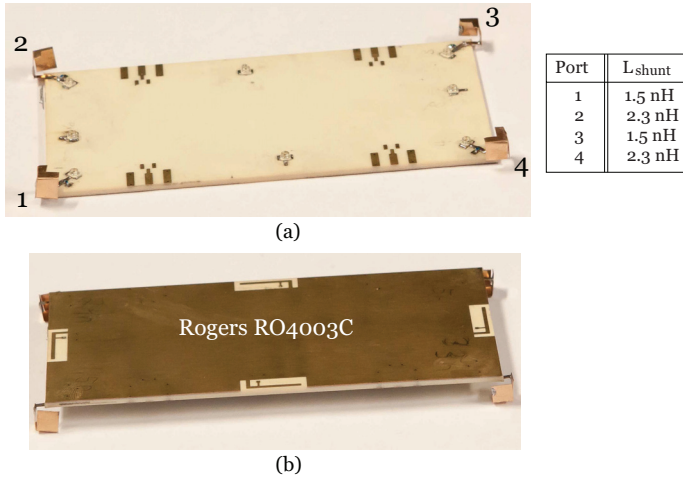 2
3
1
4
(a)
Port L shunt
1 1.5 nH
2 2.3 nH
3 1.5 nH
4 2.3 nH
Rogers RO4003C
(b)